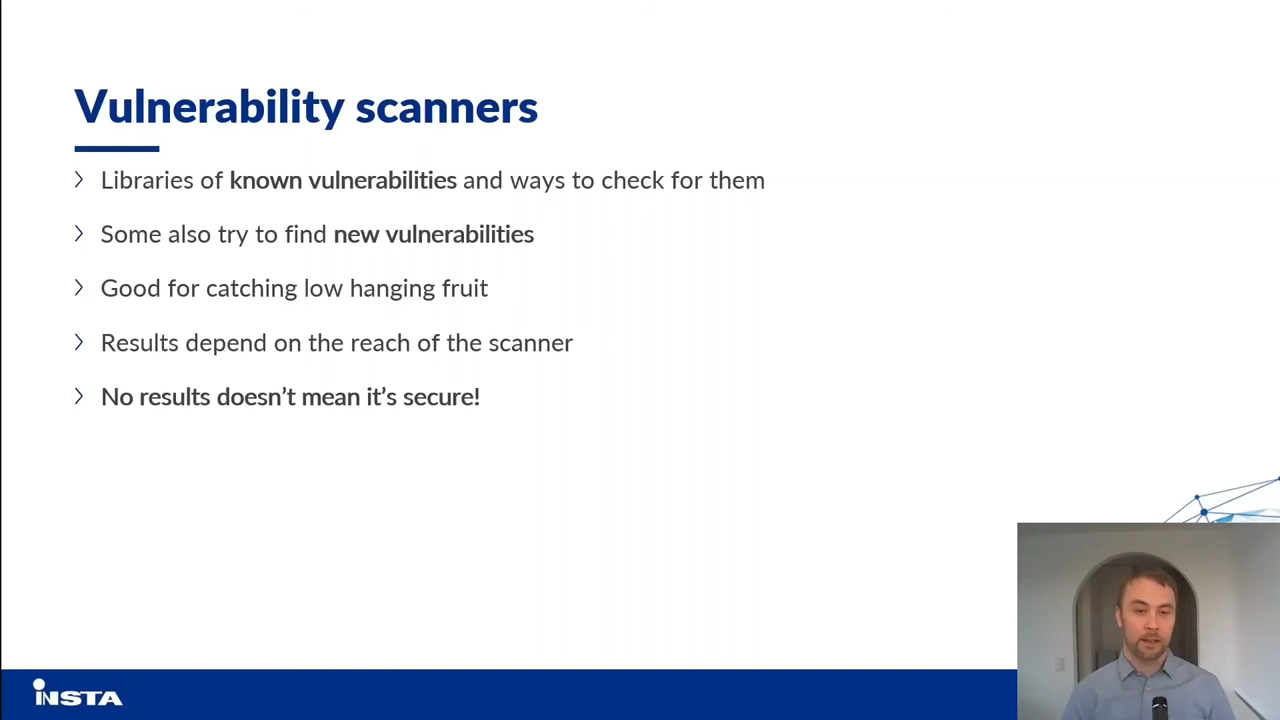 Vulnerability scanners
Libraries of known vulnerabilities and ways to check for them
Some also try to find new vulnerabilities
Good for catching low hanging fruit
Results depend on the reach of the scanner
No results doesn’t mean it’s secure!
INSTA